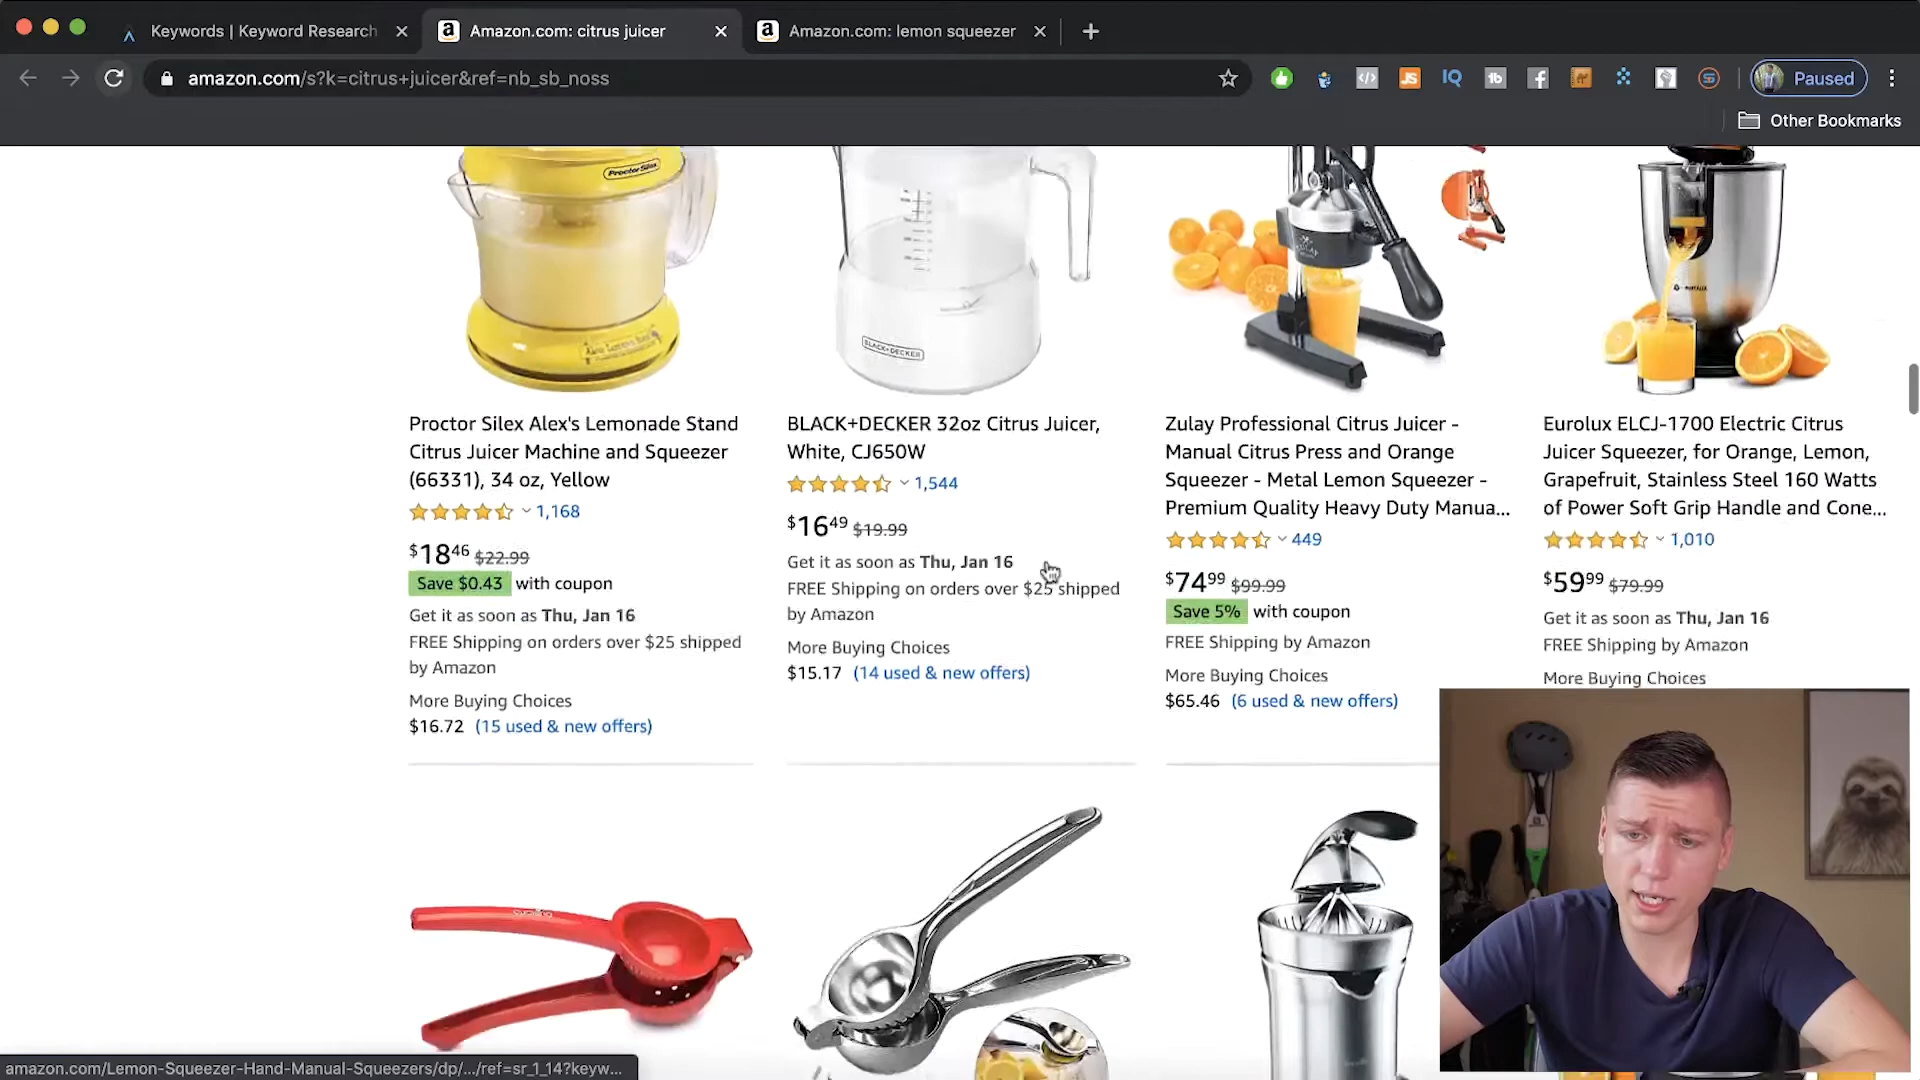 Keywords | Keyword Research
Amazon.com: citrus juicer
Amazon.com: lemon squeezer
amazon.com/s?k=citrus+juicer&ref=nb_sb_noss
Paused
Other Bookmarks
Proctor Silex
BLACK+DECKER
Proctor Silex Alex's Lemonade Stand
Citrus Juicer Machine and Squeezer
(66331), 34 oz, Yellow
1,168
$18.46 $22.99
Save $0.43 with coupon
Get it as soon as Thu, Jan 16
FREE Shipping on orders over $25 shipped
by Amazon
More Buying Choices
$16.72 (15 used & new offers)
BLACK+DECKER 32oz Citrus Juicer,
White, CJ650W
1,544
$16.49 $19.99
Get it as soon as Thu, Jan 16
FREE Shipping on orders over $25 shipped
by Amazon
More Buying Choices
$15.17 (14 used & new offers)
Zulay Professional Citrus Juicer -
Manual Citrus Press and Orange
Squeezer - Metal Lemon Squeezer -
Premium Quality Heavy Duty Manua...
449
$74.99 $99.99
Save 5% with coupon
FREE Shipping by Amazon
More Buying Choices
$65.46 (6 used & new offers)
Eurolux ELCJ-1700 Electric Citrus
Juicer Squeezer, for Orange, Lemon,
Grapefruit, Stainless Steel 160 Watts
of Power Soft Grip Handle and Cone...
1,010
$59.99 $79.99
Get it as soon as Thu, Jan 16
FREE Shipping by Amazon
More Buying Choices
amazon.com/Lemon-Squeezer-Hand-Manual-Squeezers/dp/.../ref=sr_1_14?keyw...